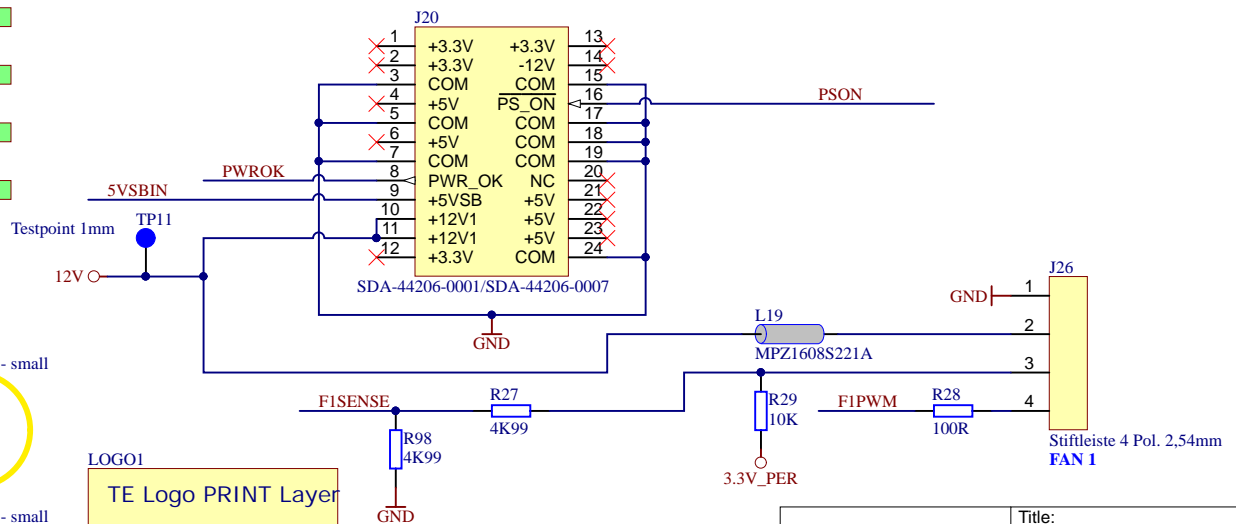 J20
1 +3.3V +3.3V 13
2 +3.3V -12V 14
3 COM COM 15
4 +5V PS_ON 16 PSON
5 COM COM 17
6 +5V COM 18
7 COM COM 19
PWROK 8 PWR_OK NC 20
5VSBIN 9 +5VSB +5V 21
10 +12V1 +5V 22
11 +12V1 +5V 23
12 +3.3V COM 24
SDA-44206-0001/SDA-44206-0007
Testpoint 1mm
TP11
12V
GND
J26
GND 1
L19 2
MPZ1608S221A
3
- small
F1SENSE
R27
4K99
R29
10K
F1PWM
R28
100R
4
R98
4K99
Stiftleiste 4 Pol. 2,54mm
FAN 1
3.3V_PER
LOGO1
TE Logo PRINT Layer
GND
- small
Title: